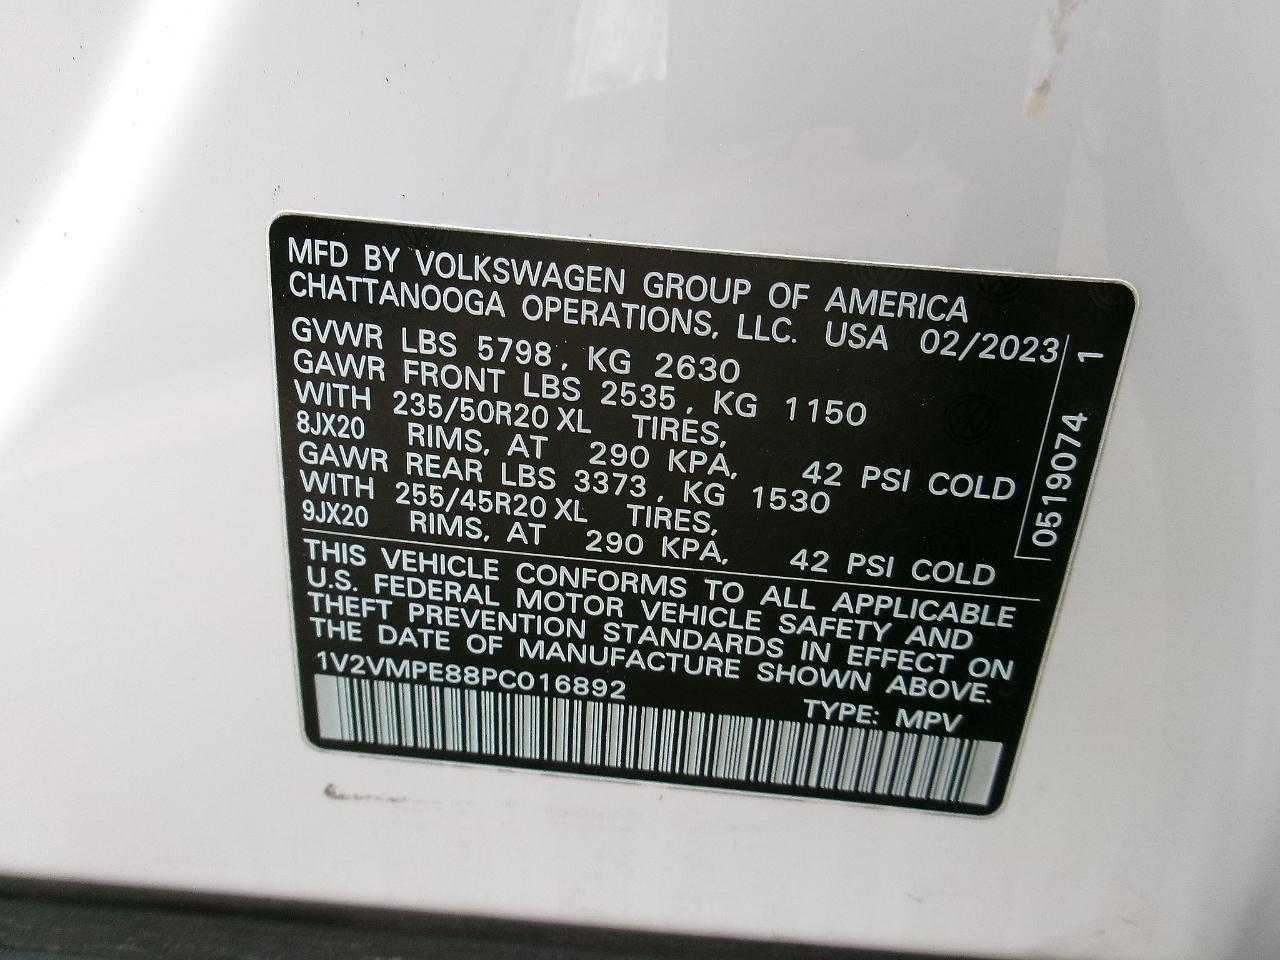 MFD BY VOLKSWAGEN GROUP OF AMERICA
CHATTANOOGA OPERATIONS, LLC. USA 02/2023
GVWR LBS 5798, KG 2630
GAWR FRONT LBS 2535, KG 1150
WITH 235/50R20 XL TIRES,
8JX20 RIMS, AT 290 KPA, 42 PSI COLD
GAWR REAR LBS 3373, KG 1530
WITH 255/45R20 XL TIRES,
9JX20 RIMS, AT 290 KPA, 42 PSI COLD
THIS VEHICLE CONFORMS TO ALL APPLICABLE
U.S. FEDERAL MOTOR VEHICLE SAFETY AND
THEFT PREVENTION STANDARDS IN EFFECT ON
THE DATE OF MANUFACTURE SHOWN ABOVE.
1V2VMPE88PC016892
TYPE: MPV
0519074 1